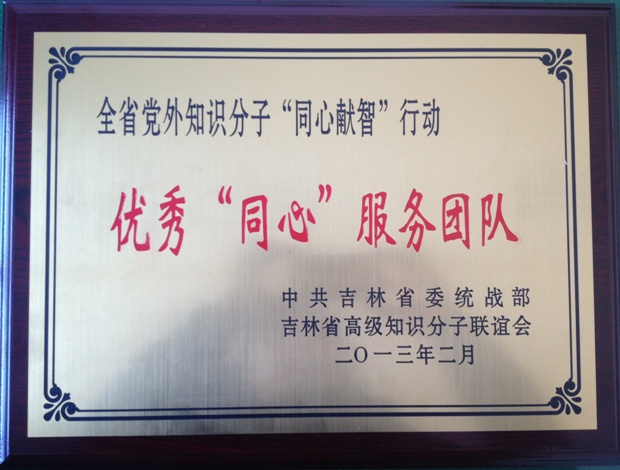 全省党外知识分子“同心献智”行动
优秀“同心”服务团队
中共吉林省委统战部
吉林省高级知识分子联谊会
二〇一三年二月